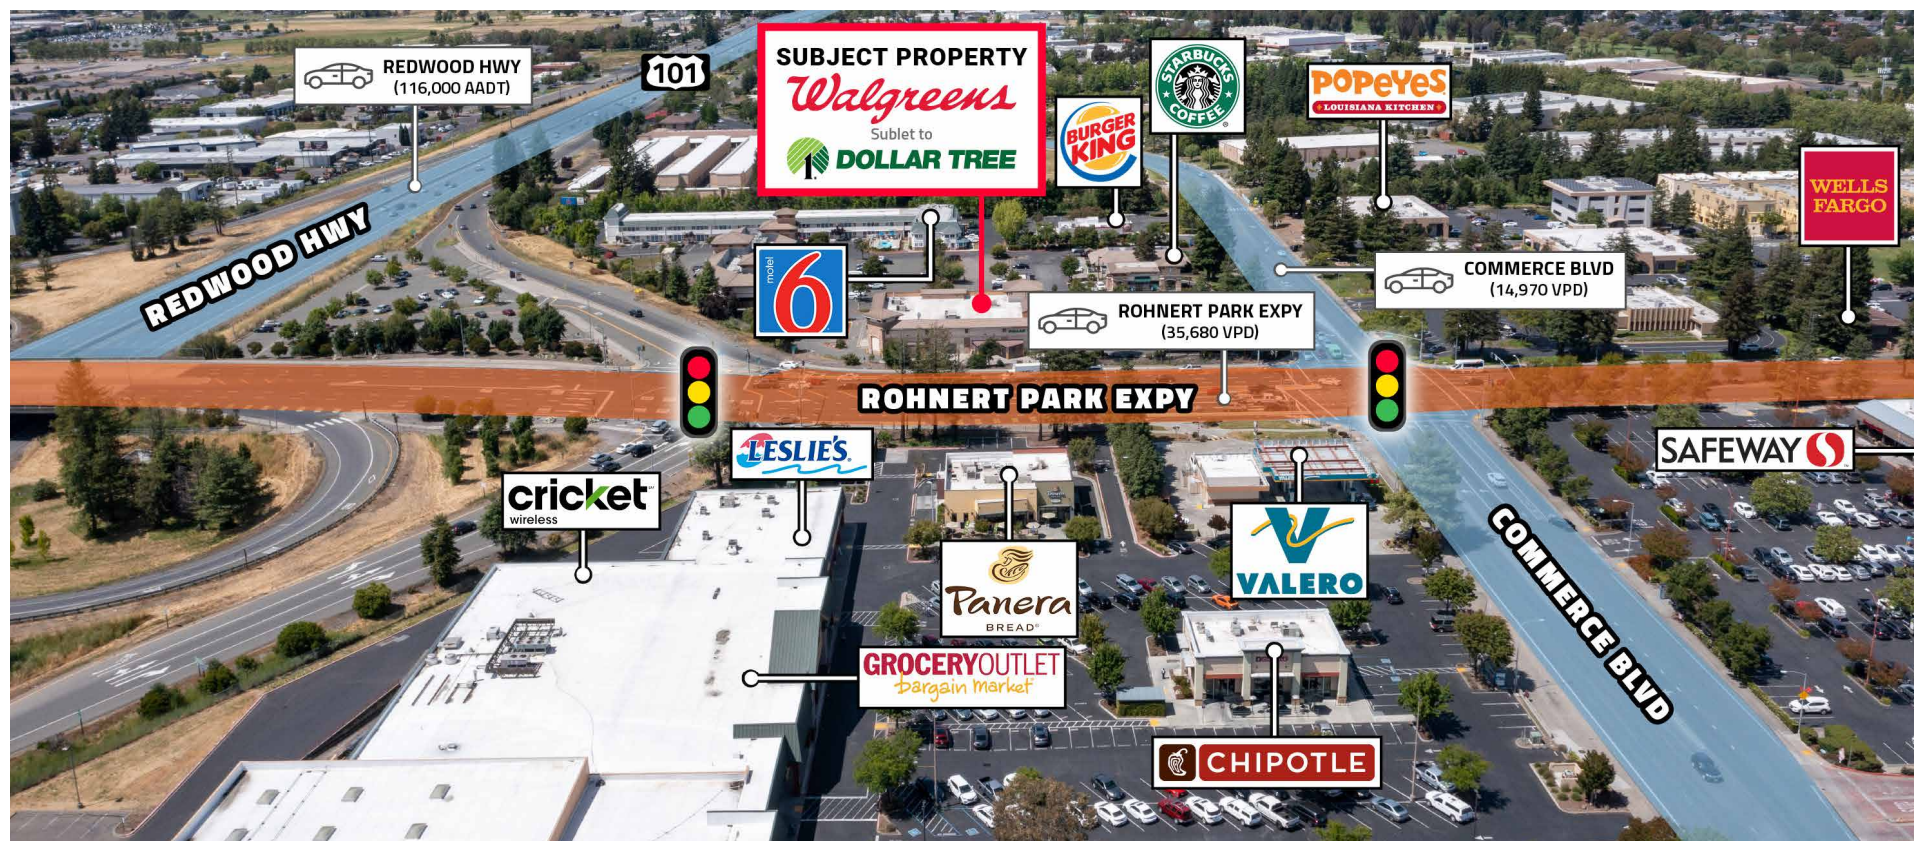 REDWOOD HWY
(116,000 AADT)
101
SUBJECT PROPERTY
Walgreens
Sublet to
1
DOLLAR TREE
BURGER
KING
STARBUCKS
COFFEE
POPEYES
LOUISIANA KITCHEN
WELLS
FARGO
REDWOOD HWY
motel
6
COMMERCE BLVD
(14,970 VPD)
ROHNERT PARK EXPY
(35,680 VPD)
ROHNERT PARK EXPY
LESLIE'S
SAFEWAY
cricket
wireless
Panera
BREAD
VALERO
COMMERCE BLVD
GROCERY OUTLET
bargain market
CHIPOTLE